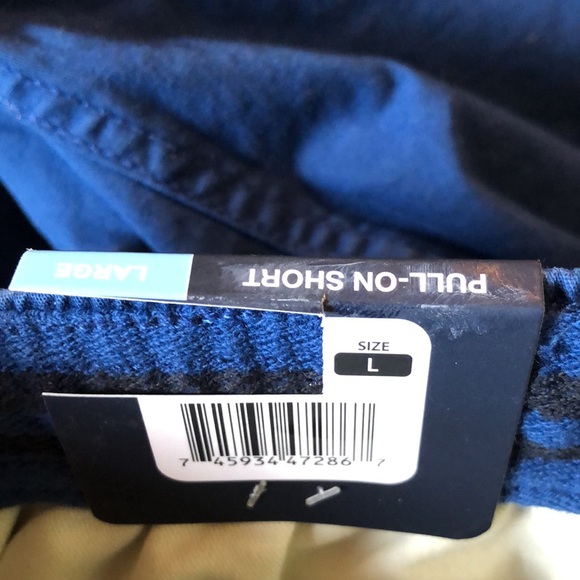 PULL-ON SHORT LARGE
SIZE
L
7 45934 47286 7